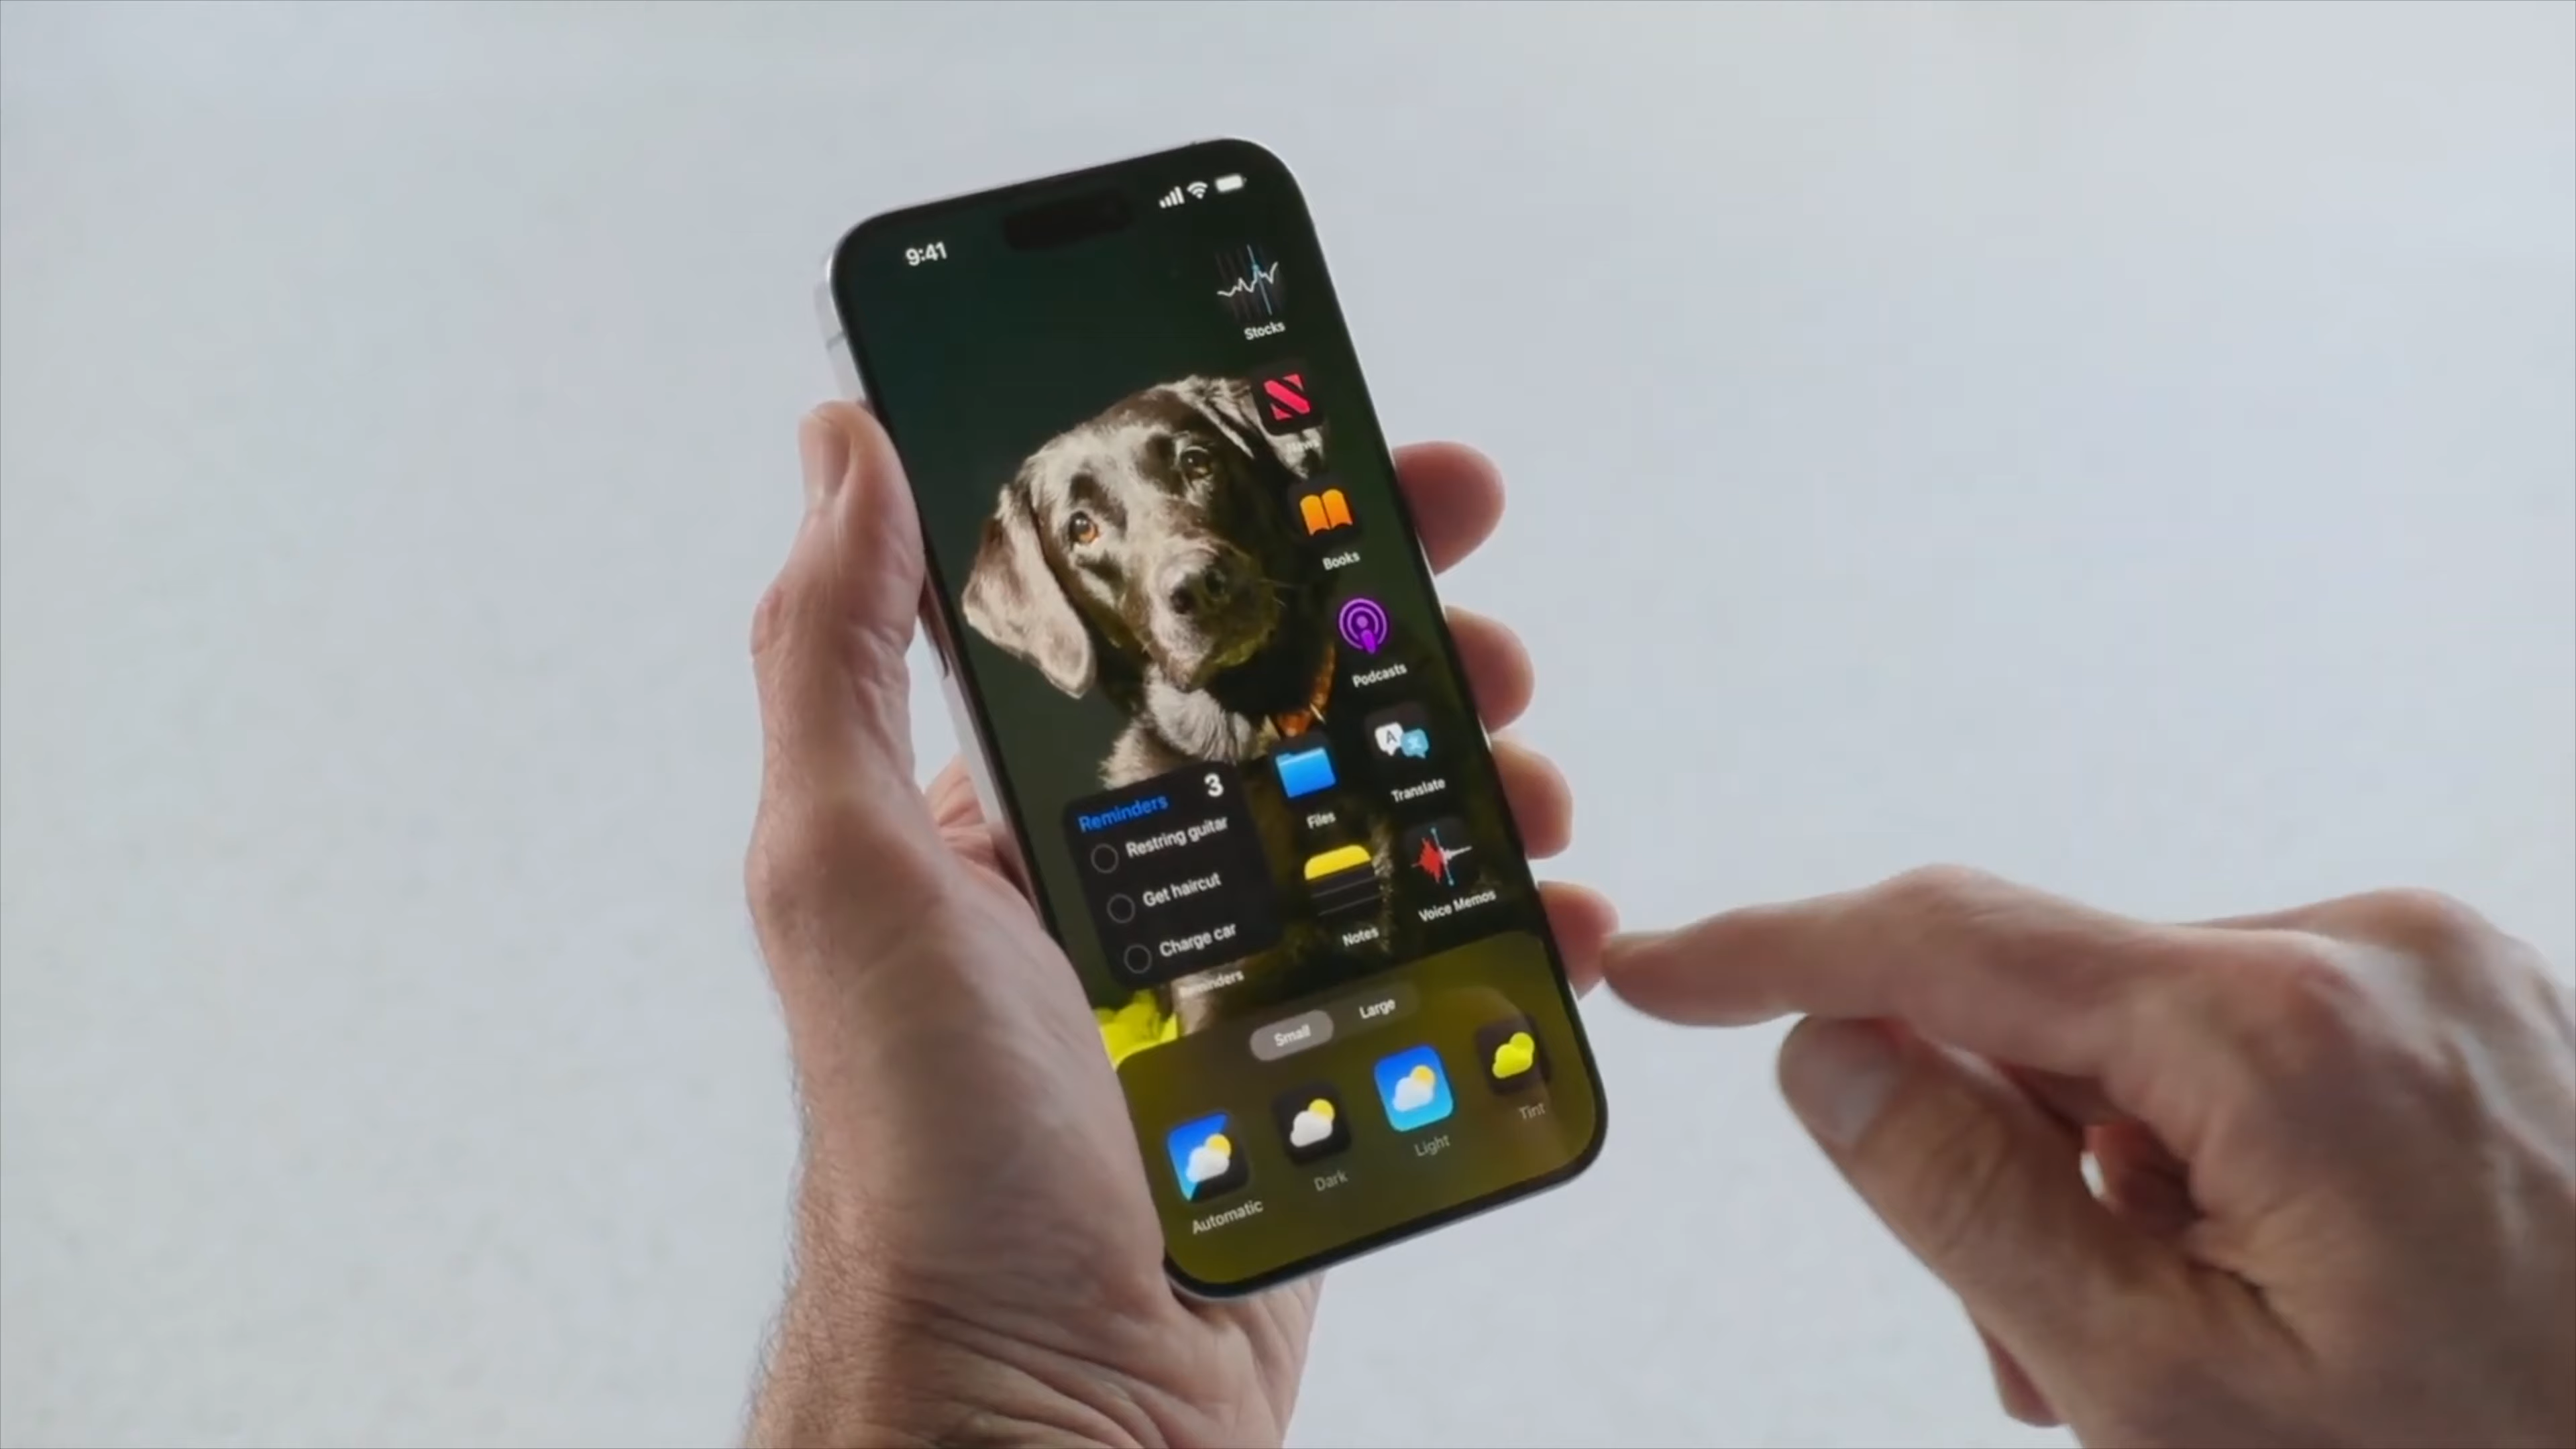 9:41
Stocks
News
Books
Podcasts
Translate
Files
Voice Memos
Notes
Reminders 3
Restring guitar
Get haircut
Charge car
Reminders
Small Large
Automatic Dark Light Tint